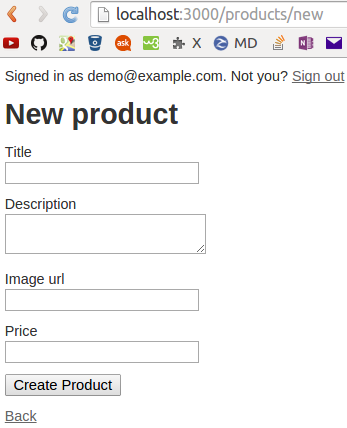 localhost:3000/products/new
ask w3 X MD
Signed in as demo@example.com. Not you? Sign out
New product
Title
Description
Image url
Price
Create Product
Back